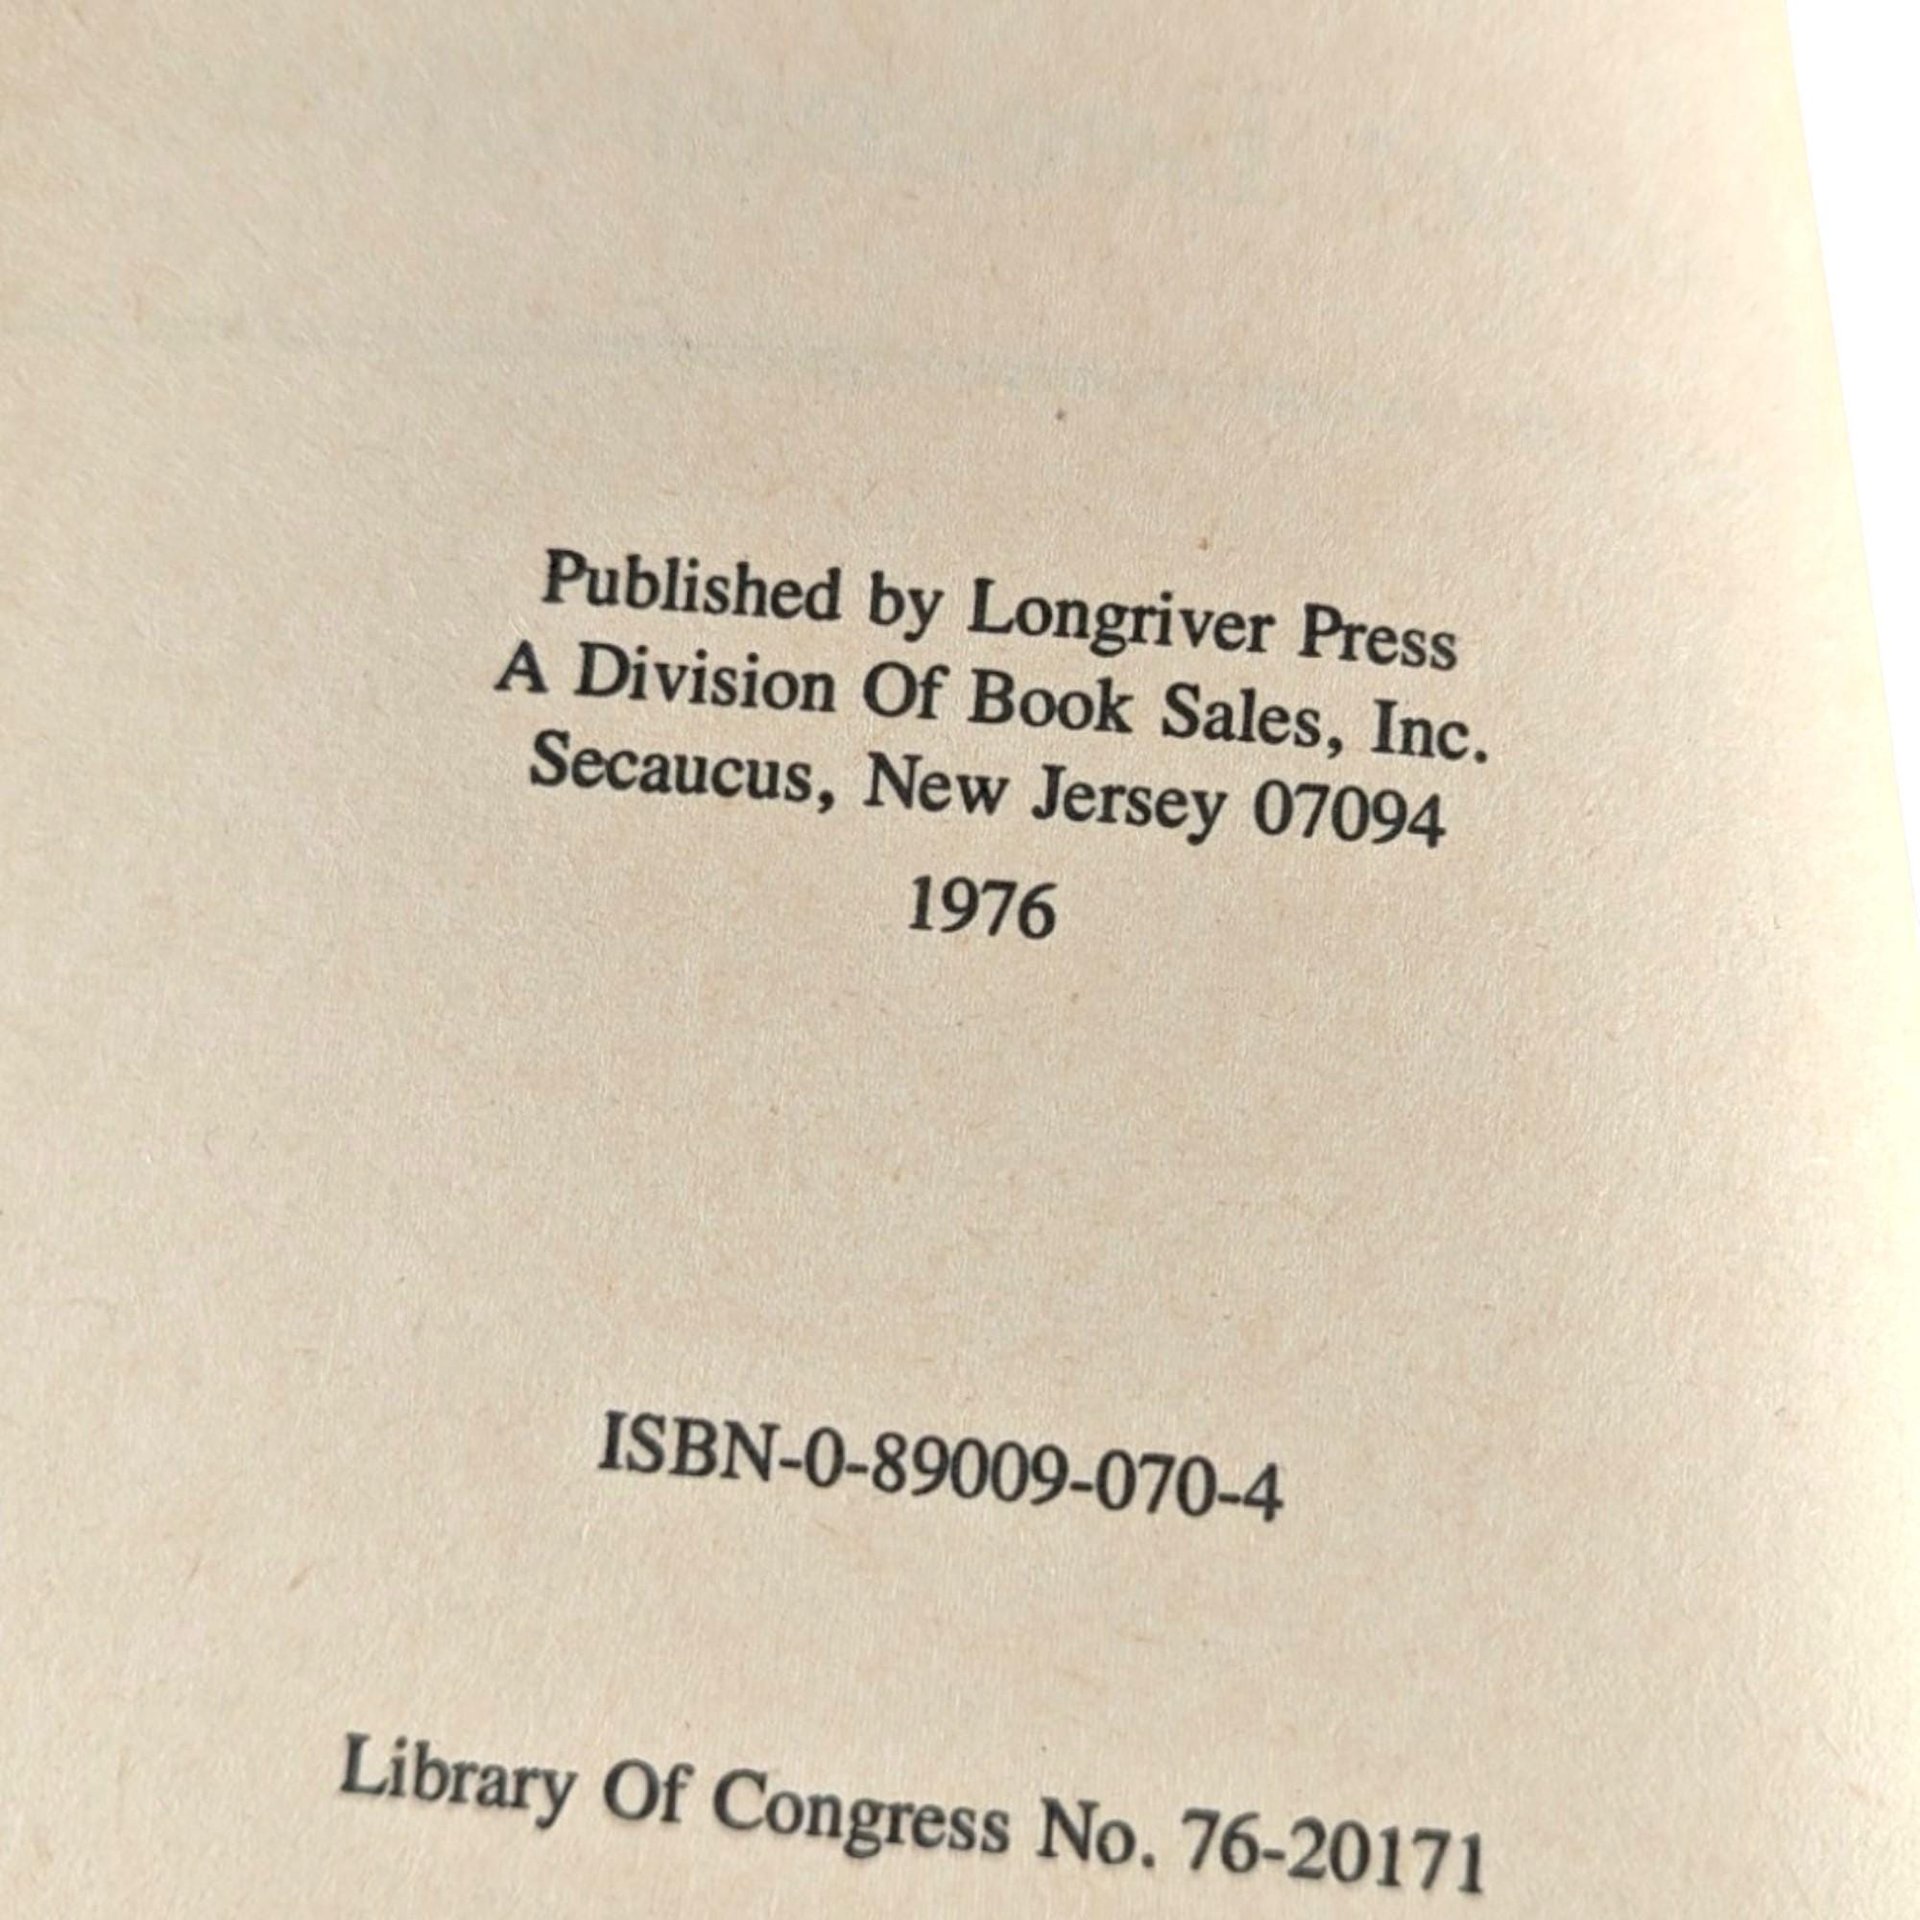 Published by Longriver Press
A Division Of Book Sales, Inc.
Secaucus, New Jersey 07094
1976
ISBN-0-89009-070-4
Library Of Congress No. 76-20171